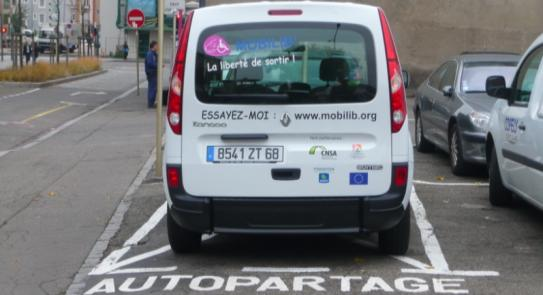 MOBILIB
La liberté de sortir !
ESSAYEZ-MOI : www.mobilib.org
Kangoo
8541 ZT 68
CNSA
AUTOPARTAGE